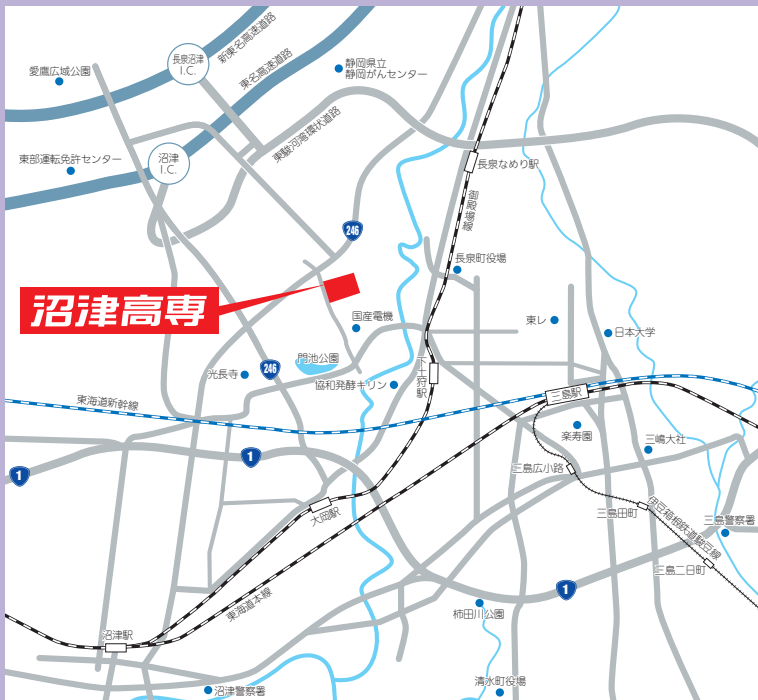 新東名高速道路
長泉沼津
I.C.
東名高速道路
静岡県立
静岡がんセンター
愛鷹広域公園
東駿河湾環状道路
東部運転免許センター
沼津
I.C.
長泉なめり駅
御殿場線
246
長泉町役場
沼津高専
国産電機
東レ
日本大学
門池公園
下土狩駅
光長寺
246
協和発酵キリン
三島駅
東海道新幹線
楽寿園
三嶋大社
1
1
三島広小路
大岡駅
三島田町
伊豆箱根鉄道駿豆線
三島警察署
三島二日町
東海道本線
1
柿田川公園
沼津駅
清水町役場
沼津警察署